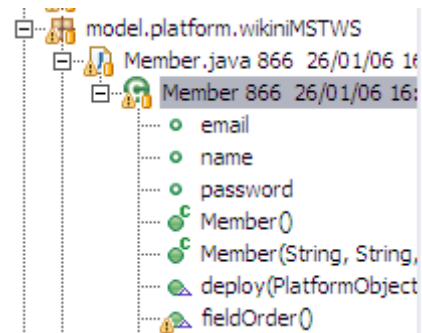 model.platform.wikiniMSTWS
Member.java 866 26/01/06 16
Member 866 26/01/06 16:
email
name
password
Member()
Member(String, String,
deploy(PlatformObject
fieldOrder()